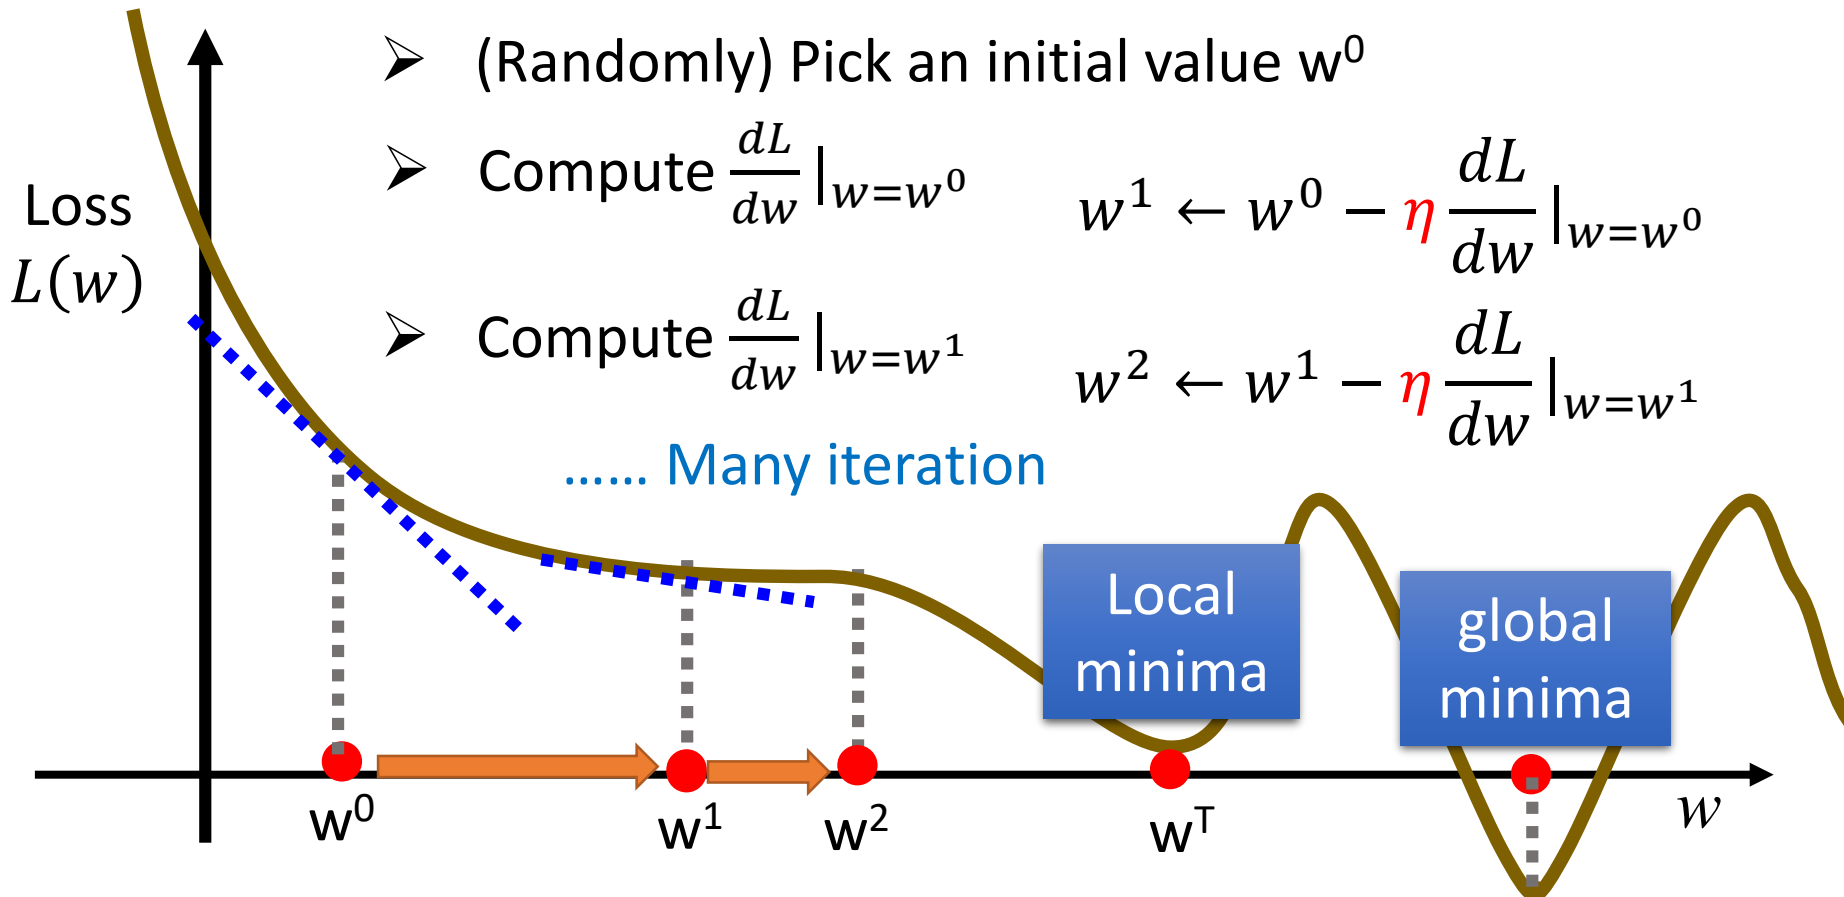 ➢ (Randomly) Pick an initial value w⁰
➢ Compute dL/dw |w=w⁰
w¹ ← w⁰ − η dL/dw |w=w⁰
Loss
L(w)
➢ Compute dL/dw |w=w¹
w² ← w¹ − η dL/dw |w=w¹
...... Many iteration
Local
minima
global
minima
w⁰
w¹
w²
wᵀ
w